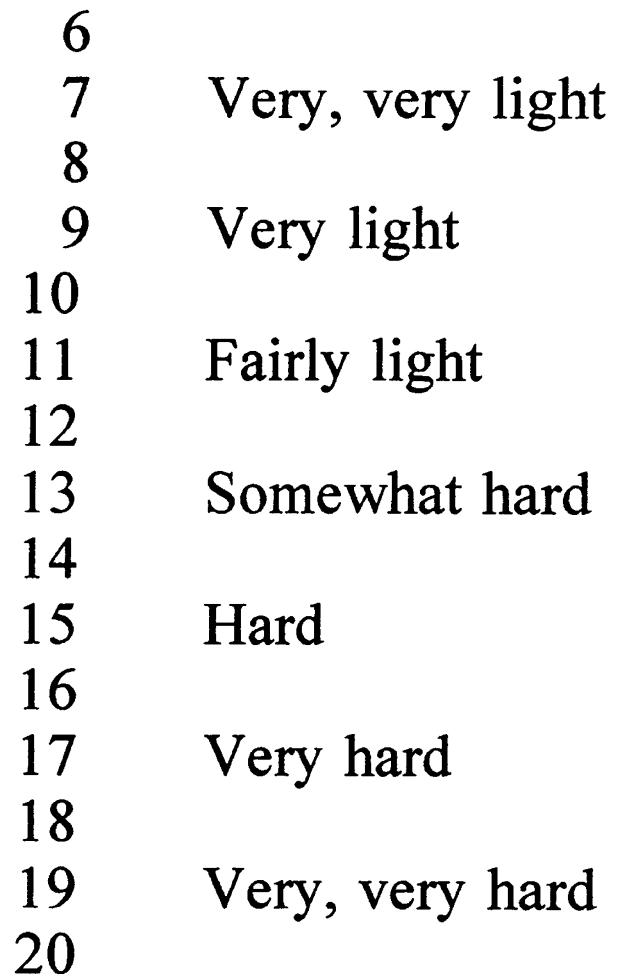 6
7 Very, very light
8
9 Very light
10
11 Fairly light
12
13 Somewhat hard
14
15 Hard
16
17 Very hard
18
19 Very, very hard
20